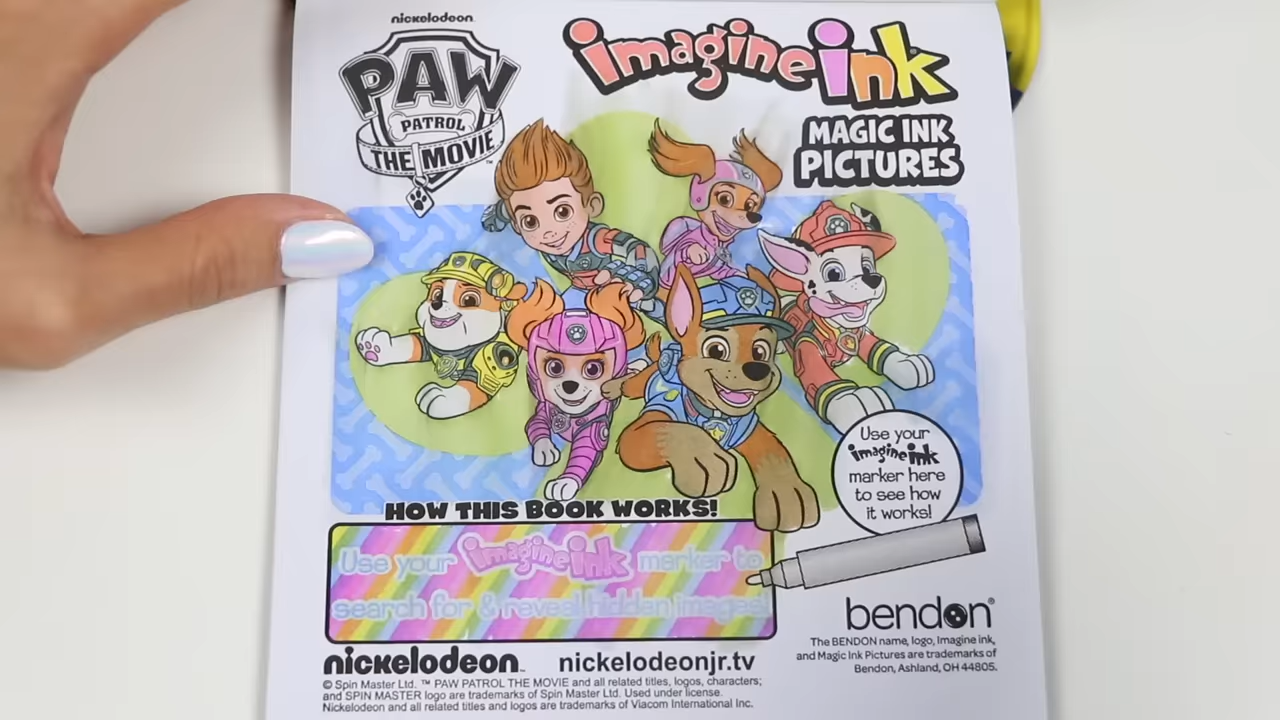 nickelodeon
PAW
PATROL
THE MOVIE™
imagine ink
MAGIC INK
PICTURES
Use your
imagine ink
marker here
to see how
it works!
HOW THIS BOOK WORKS!
Use your imagine ink marker to
search for & reveal hidden images!
bendon®
The BENDON name, logo, Imagine ink,
and Magic Ink Pictures are trademarks of
Bendon, Ashland, OH 44805.
nickelodeon™ nickelodeonjr.tv
© Spin Master Ltd. ™ PAW PATROL THE MOVIE and all related titles, logos, characters;
and SPIN MASTER logo are trademarks of Spin Master Ltd. Used under license.
Nickelodeon and all related titles and logos are trademarks of Viacom International Inc.